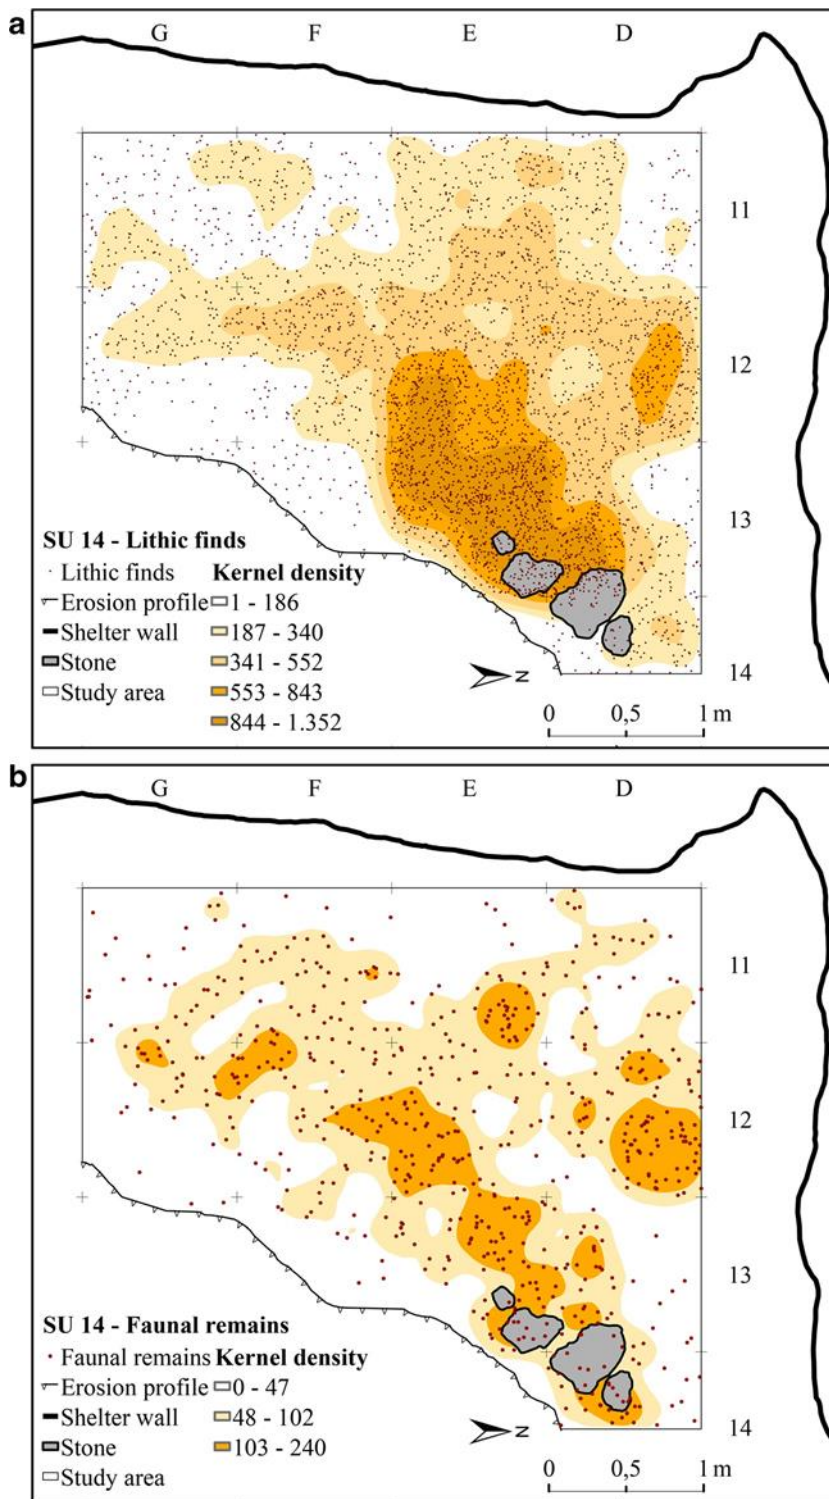 a
G F E D
11
12
13
14
SU 14 - Lithic finds
Lithic finds Kernel density
Erosion profile 1 - 186
Shelter wall 187 - 340
Stone 341 - 552
Study area 553 - 843
844 - 1.352
N
0 0,5 1 m
b
G F E D
11
12
13
14
SU 14 - Faunal remains
Faunal remains Kernel density
Erosion profile 0 - 47
Shelter wall 48 - 102
Stone 103 - 240
Study area
N
0 0,5 1 m